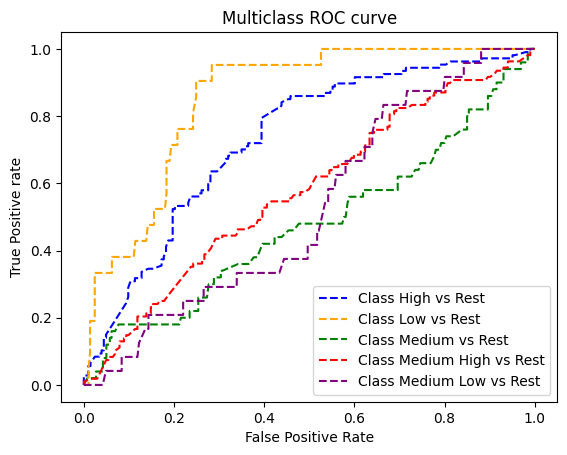 Multiclass ROC curve
True Positive rate
1.0
0.8
0.6
0.4
0.2
0.0
Class High vs Rest
Class Low vs Rest
Class Medium vs Rest
Class Medium High vs Rest
Class Medium Low vs Rest
0.0 0.2 0.4 0.6 0.8 1.0
False Positive Rate